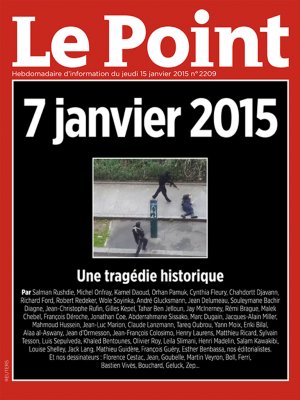 Le Point
Hebdomadaire d'information du jeudi 15 janvier 2015 n° 2209
7 janvier 2015
Une tragédie historique
Par Salman Rushdie, Michel Onfray, Kamel Daoud, Orhan Pamuk, Cynthia Fleury, Chahdortt Djavann,
Richard Ford, Robert Redeker, Wole Soyinka, André Glucksmann, Jean Delumeau, Souleymane Bachir
Diagne, Jean-Christophe Rufin, Gilles Kepel, Tahar Ben Jelloun, Jay McInerney, Rémi Brague, Malek
Chebel, François Déroche, Jonathan Coe, Abderrahmane Sissako, Marc Dugain, Jacques-Alain Miller,
Mahmoud Hussein, Jean-Luc Marion, Claude Lanzmann, Tareq Oubrou, Yann Moix, Enki Bilal,
Alaa al-Aswany, Jean d'Ormesson, Jean-François Colosimo, Henry Laurens, Matthieu Ricard, Sylvain
Tesson, Luis Sepulveda, Khaled Bentounes, Olivier Roy, Leila Slimani, Henri Madelin, Salam Kawakibi,
Louise Shelley, Jack Lang, Mathieu Guidère, François Guéry, Esther Benbassa, nos éditorialistes.
Et nos dessinateurs : Florence Cestac, Jean, Goubelle, Martin Veyron, Boll, Ferri,
Bastien Vivès, Bouchard, Geluck, Zep...
REUTERS